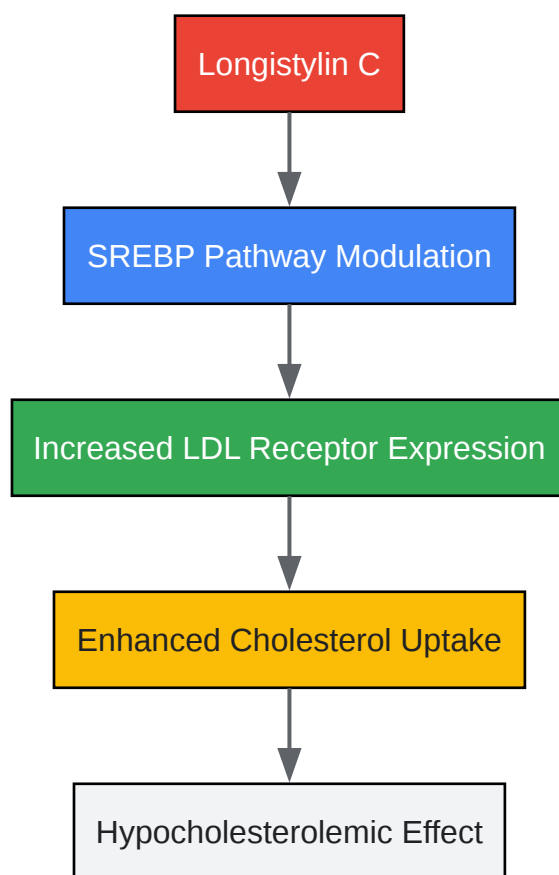 Longistylin C
SREBP Pathway Modulation
Increased LDL Receptor Expression
Enhanced Cholesterol Uptake
Hypocholesterolemic Effect